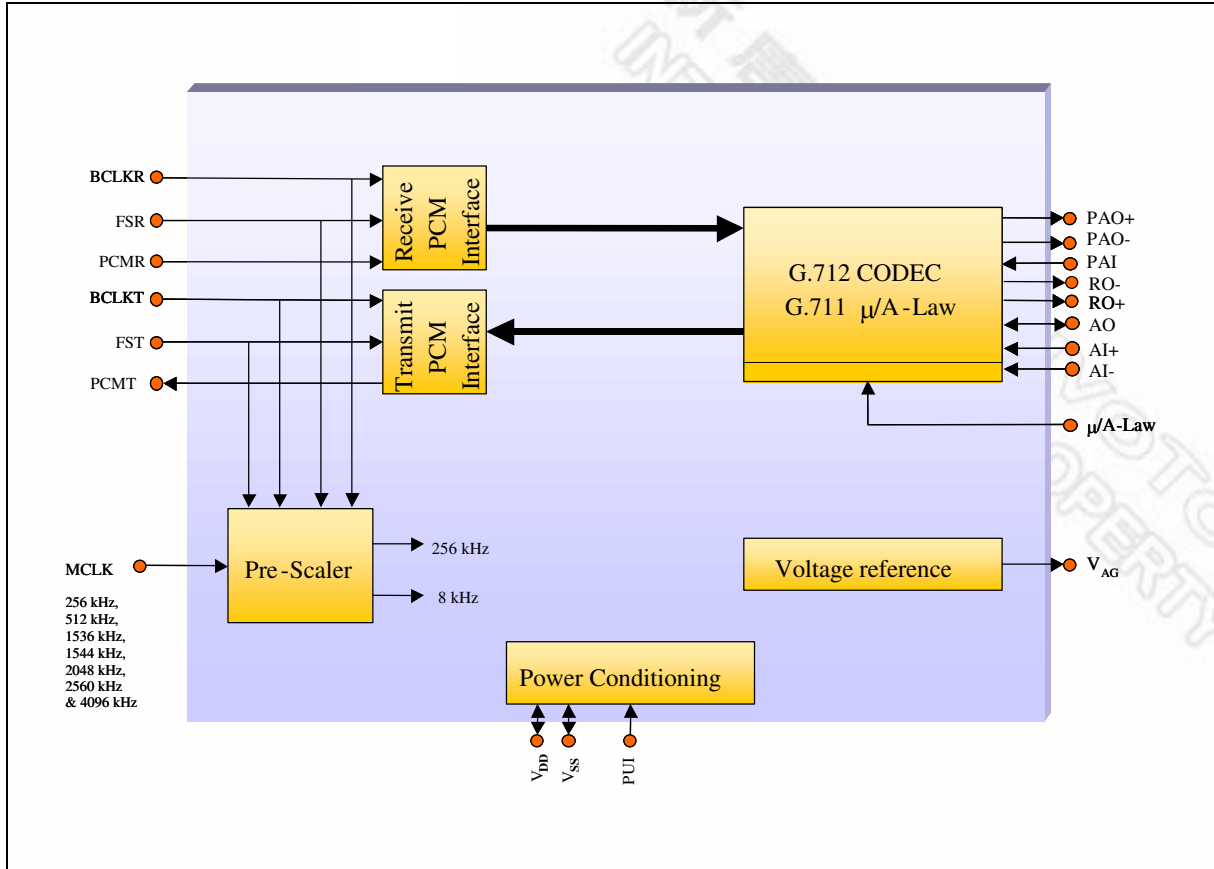 BCLKR
FSR
PCMR
BCLKT
FST
PCMT
Receive
PCM
Interface
Transmit
PCM
Interface
G.712 CODEC
G.711 µ/A-Law
PAO+
PAO-
PAI
RO-
RO+
AO
AI+
AI-
µ/A-Law
MCLK
256 kHz,
512 kHz,
1536 kHz,
1544 kHz,
2048 kHz,
2560 kHz
& 4096 kHz
Pre-Scaler
256 kHz
8 kHz
Voltage reference
VAG
Power Conditioning
VDD
VSS
PUI